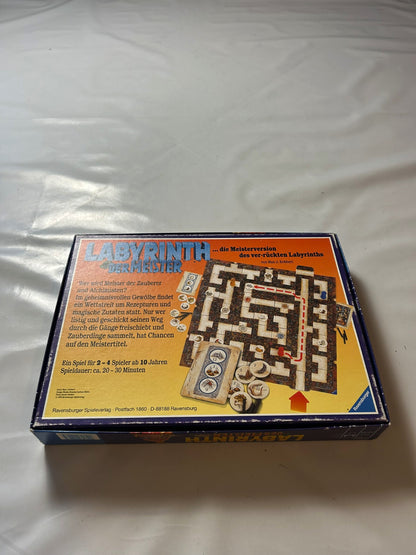 LABYRINTH
DER MEISTER
... die Meisterversion
des ver-rückten Labyrinths
von Max J. Kobbert
Wer wird Meister der Zauberer
und Alchimisten?
Im geheimnisvollen Gewölbe findet
ein Wettstreit um Rezepturen und
magische Zutaten statt. Nur wer
listig und geschickt seinen Weg
durch die Gänge freischiebt und
Zauberdinge sammelt, hat Chancen
auf den Meistertitel.
Ein Spiel für 2 - 4 Spieler ab 10 Jahren
Spieldauer: ca. 20 - 30 Minuten
Ravensburger Spieleverlag · Postfach 1860 · D-88188 Ravensburg
Ravensburger
LABYRINTH